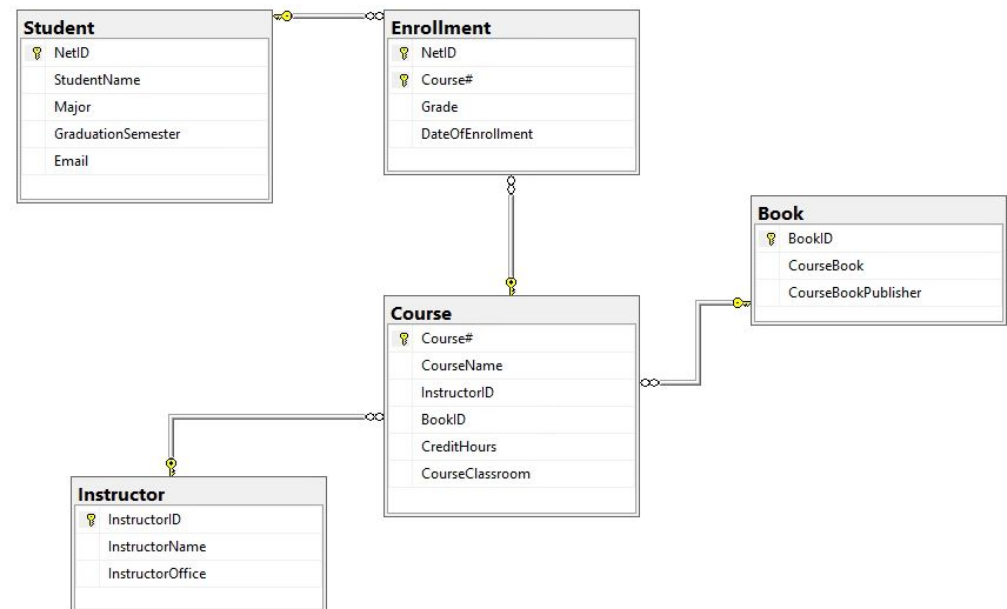 Student
NetID
StudentName
Major
GraduationSemester
Email
Enrollment
NetID
Course#
Grade
DateOfEnrollment
Book
BookID
CourseBook
CourseBookPublisher
Course
Course#
CourseName
InstructorID
BookID
CreditHours
CourseClassroom
Instructor
InstructorID
InstructorName
InstructorOffice